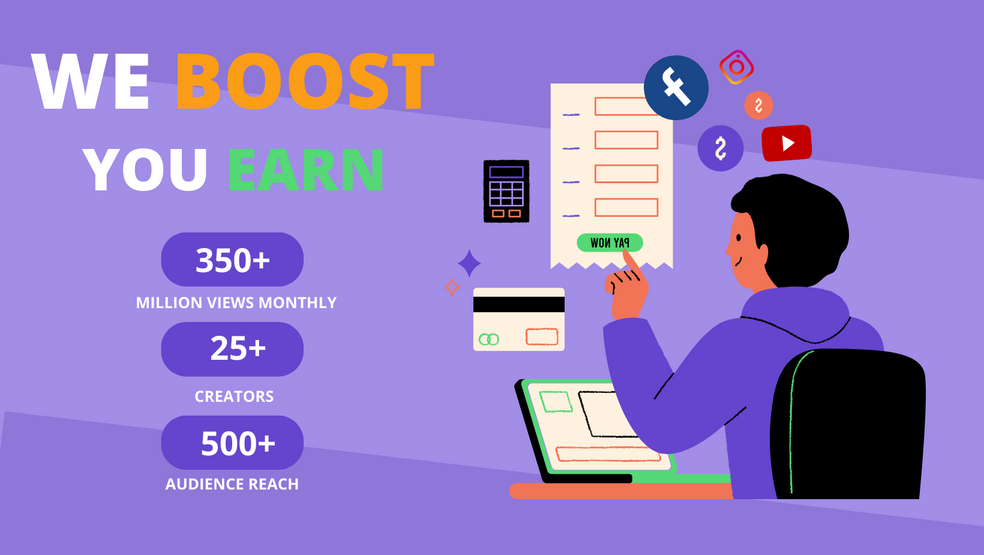 WE BOOST
YOU EARN
350+
MILLION VIEWS MONTHLY
25+
CREATORS
500+
AUDIENCE REACH
PAY NOW